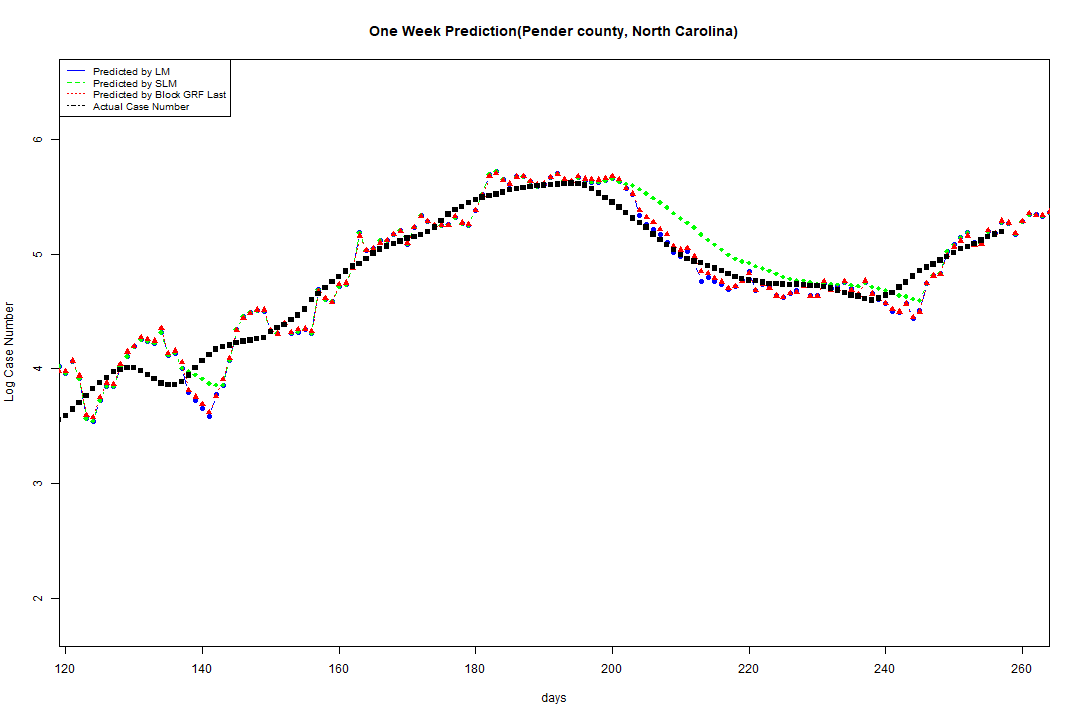 One Week Prediction(Pender county, North Carolina)
Predicted by LM
Predicted by SLM
Predicted by Block GRF Last
Actual Case Number
6
5
4
3
2
Log Case Number
120 140 160 180 200 220 240 260
days